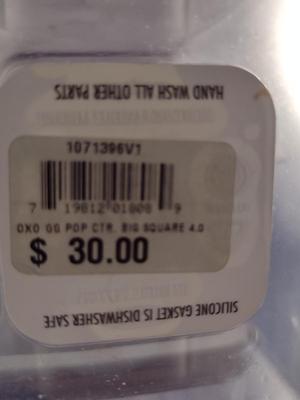 HAND WASH ALL OTHER PARTS
1071396V1
7 19812 01808 9
OXO GG POP CTR. BIG SQUARE 4.0
$ 30.00
SILICONE GASKET IS DISHWASHER SAFE